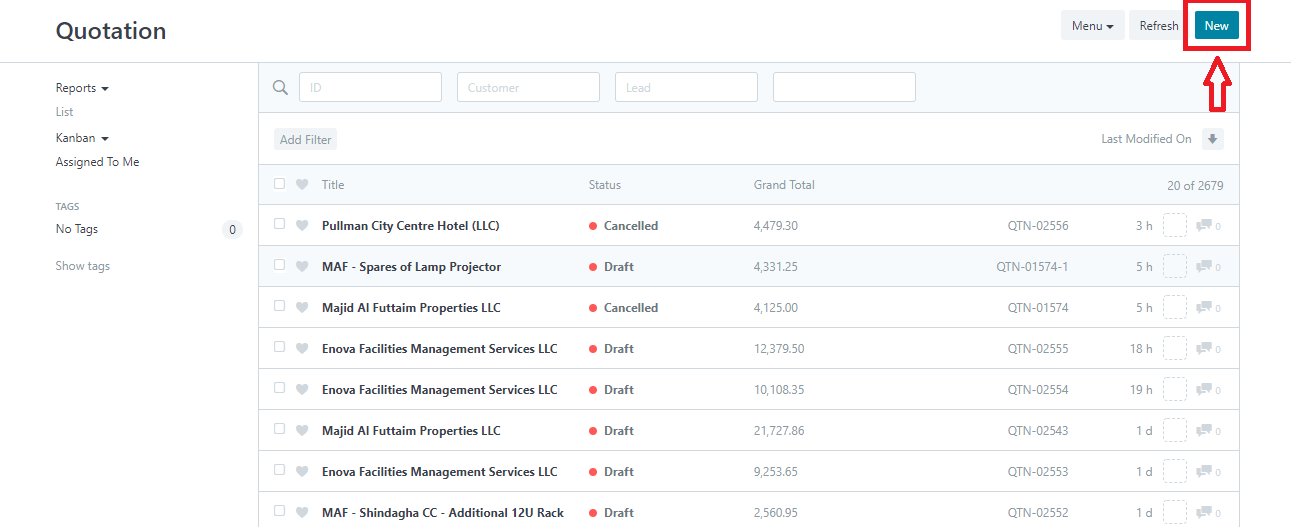 Quotation
Menu Refresh New
Reports
List
Kanban
Assigned To Me
TAGS
No Tags 0
Show tags
ID Customer Lead
Add Filter Last Modified On
Title Status Grand Total 20 of 2679
Pullman City Centre Hotel (LLC) Cancelled 4,479.30 QTN-02556 3 h 0
MAF - Spares of Lamp Projector Draft 4,331.25 QTN-01574-1 5 h 0
Majid Al Futtaim Properties LLC Cancelled 4,125.00 QTN-01574 5 h 0
Enova Facilities Management Services LLC Draft 12,379.50 QTN-02555 18 h 0
Enova Facilities Management Services LLC Draft 10,108.35 QTN-02554 19 h 0
Majid Al Futtaim Properties LLC Draft 21,727.86 QTN-02543 1 d 0
Enova Facilities Management Services LLC Draft 9,253.65 QTN-02553 1 d 0
MAF - Shindagha CC - Additional 12U Rack Draft 2,560.95 QTN-02552 1 d 0